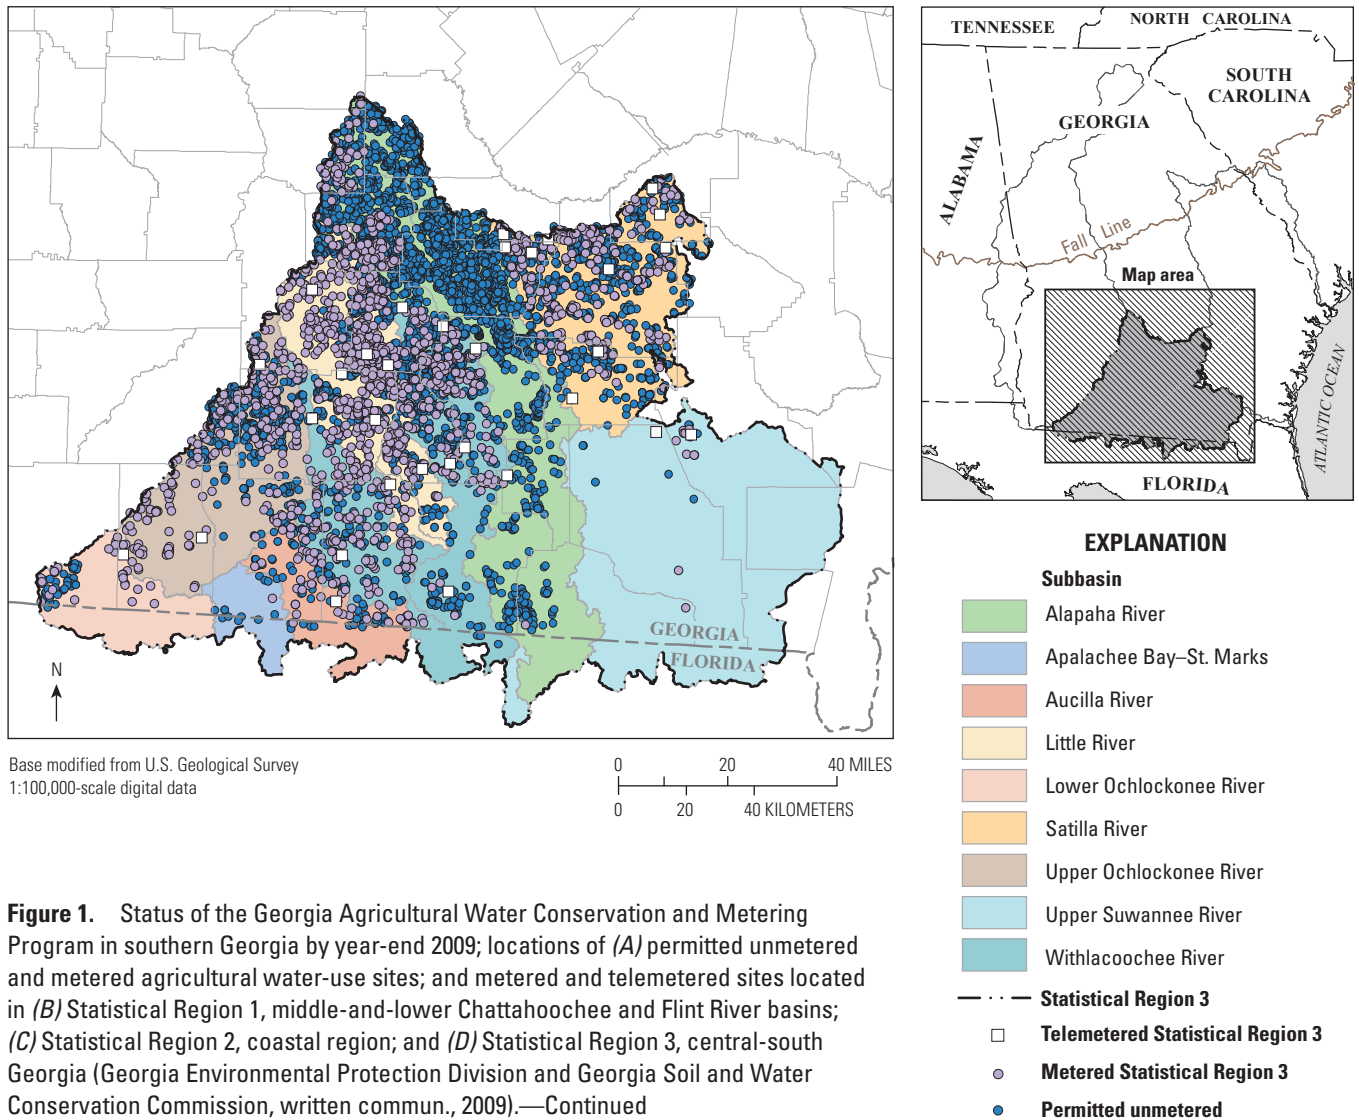 TENNESSEE
NORTH CAROLINA
SOUTH
CAROLINA
GEORGIA
ALABAMA
Fall Line
Map area
ATLANTIC OCEAN
FLORIDA
GEORGIA
FLORIDA
N
Base modified from U.S. Geological Survey
1:100,000-scale digital data
0 20 40 MILES
0 20 40 KILOMETERS
EXPLANATION
Subbasin
Alapaha River
Apalachee Bay–St. Marks
Aucilla River
Little River
Lower Ochlockonee River
Satilla River
Upper Ochlockonee River
Upper Suwannee River
Withlacoochee River
Statistical Region 3
Telemetered Statistical Region 3
Metered Statistical Region 3
Permitted unmetered
Figure 1. Status of the Georgia Agricultural Water Conservation and Metering
Program in southern Georgia by year-end 2009; locations of (A) permitted unmetered
and metered agricultural water-use sites; and metered and telemetered sites located
in (B) Statistical Region 1, middle-and-lower Chattahoochee and Flint River basins;
(C) Statistical Region 2, coastal region; and (D) Statistical Region 3, central-south
Georgia (Georgia Environmental Protection Division and Georgia Soil and Water
Conservation Commission, written commun., 2009).—Continued